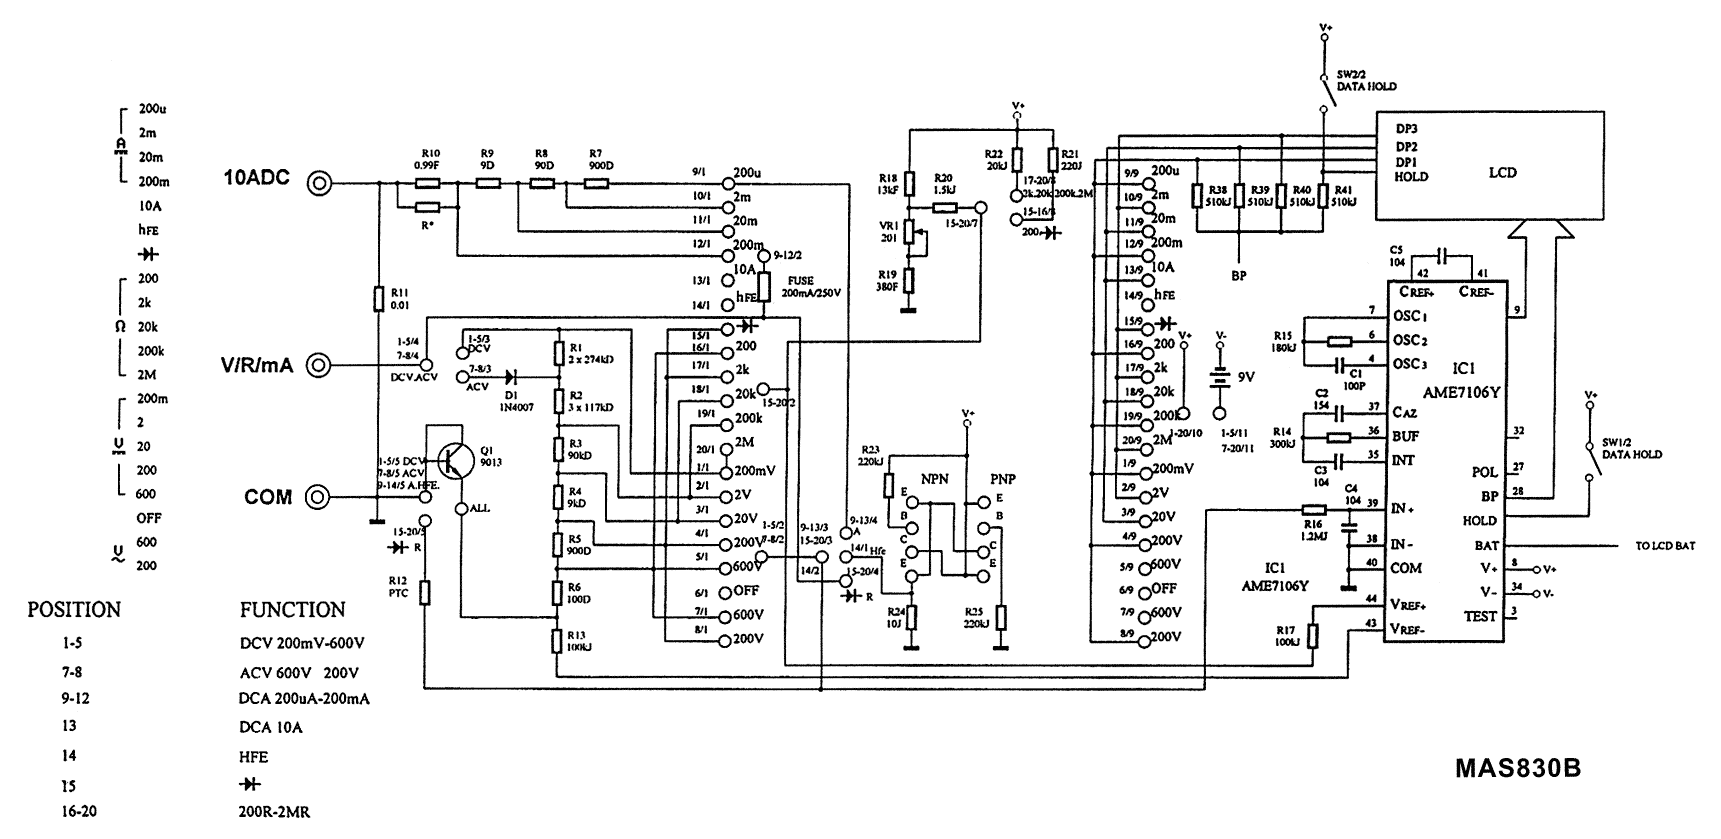 200u
2m
A
20m
200m
10A
hFE
200
2k
Ω
20k
200k
2M
200m
2
U
20
200
600
OFF
600
U
200
POSITION FUNCTION
1-5 DCV 200mV-600V
7-8 ACV 600V 200V
9-12 DCA 200uA-200mA
13 DCA 10A
14 HFE
15
16-20 200R-2MR
10ADC
R10
0.99F
R9
9D
R8
90D
R7
900D
R*
R11
0.01
V/R/mA
1-5/4
7-8/4
DCV.ACV
1-5/3
DCV
7-8/3
ACV
D1
1N4007
R1
2 x 274kD
R2
3 x 117kD
R3
90kD
R4
9kD
R5
900D
R6
100D
R13
100kJ
Q1
9013
1-5/5 DCV
7-8/5 ACV
9-14/5 A.HFE.
COM
ALL
15-20/5
R
R12
PTC
9/1 200u
10/1 2m
11/1 20m
12/1 200m
13/1 10A
14/1 hFE
15/1
16/1 200
17/1 2k
18/1 20k
19/1 200k
20/1 2M
1/1 200mV
2/1 2V
3/1 20V
4/1 200V
5/1 600V
6/1 OFF
7/1 600V
8/1 200V
9-12/2
FUSE
200mA/250V
15-20/2
1-5/2
7-8/2
9-13/3
15-20/3
14/2
9-13/4
A
14/1 Hfe
15-20/4
R
R18
13kF
R20
1.5kJ
15-20/7
VR1
201
R19
380F
V+
R22
20kJ
R21
220J
2k,20k,200k,2M
200
V+
R23
220kJ
NPN PNP
E E
B B
C C
E E
R24
10J
R25
220kJ
9/9 200u
10/9 2m
11/9 20m
12/9 200m
13/9 10A
14/9 hFE
15/9
16/9 200
17/9 2k
18/9 20k
19/9 200k
20/9 2M
1/9 200mV
2/9 2V
3/9 20V
4/9 200V
5/9 600V
6/9 OFF
7/9 600V
8/9 200V
V+ V-
9V
1-20/10
1-5/11
7-20/11
V+
SW2/2
DATA HOLD
R38
510kJ
R39
510kJ
R40
510kJ
R41
510kJ
BP
DP3
DP2
DP1
HOLD
LCD
C5
104
42 41
CREF+ CREF-
7 OSC1
6 OSC2
4 OSC3
9
R15
180kJ
C1
100P
IC1
AME7106Y
C2
154
37 CAZ
36 BUF
35 INT
R14
300kJ
C3
104
32
POL 27
BP 28
HOLD
V+
SW1/2
DATA HOLD
C4
104
39 IN+
R16
1.2MJ
38 IN-
40 COM
IC1
AME7106Y
BAT TO LCD BAT
V+ 8 V+
V- 34 V-
TEST 3
44 VREF+
43 VREF-
R17
100kJ
MAS830B